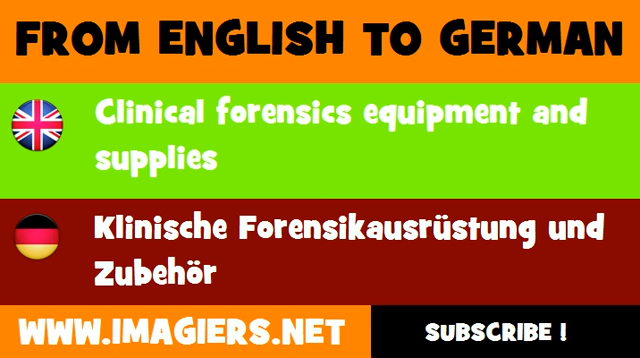 FROM ENGLISH TO GERMAN
Clinical forensics equipment and
supplies
Klinische Forensikausrüstung und
Zubehör
WWW.IMAGIERS.NET
SUBSCRIBE !